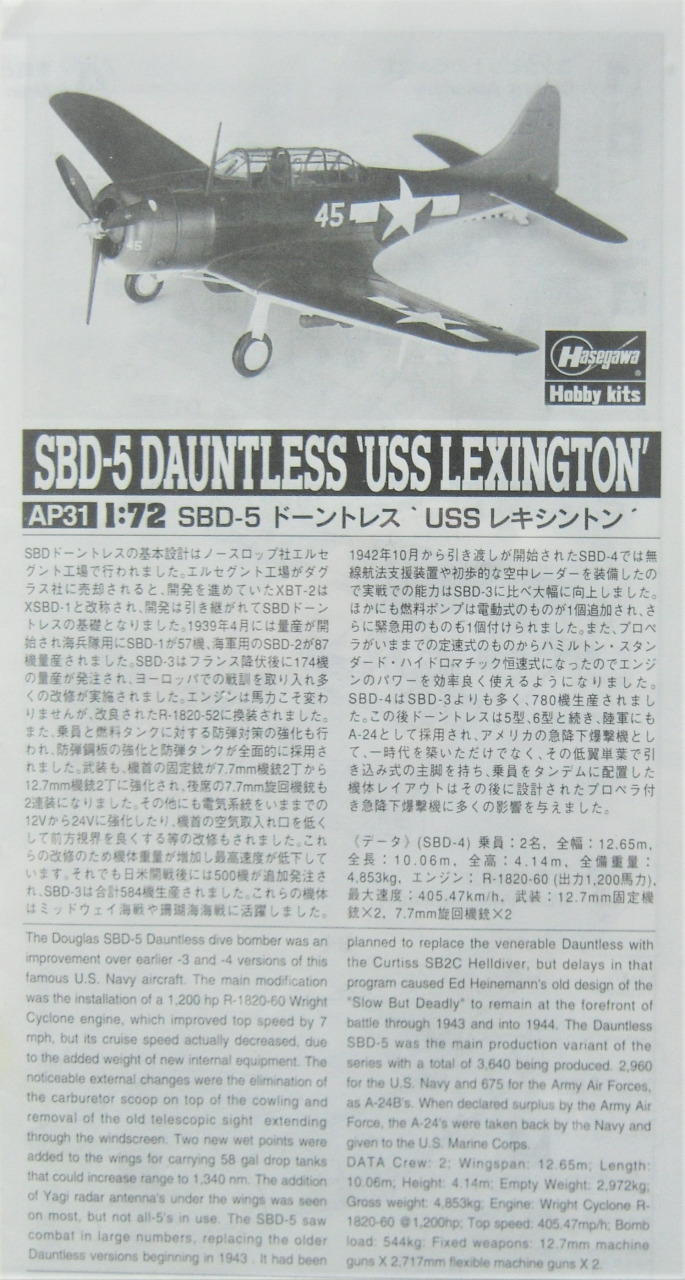 45
45
Hasegawa
Hobby kits
SBD-5 DAUNTLESS 'USS LEXINGTON'
AP31 1:72 SBD-5 ドーントレス ‵USS レキシントン′
SBDドーントレスの基本設計はノースロップ社エルセ
グント工場で行われました。エルセグント工場がダグ
ラス社に売却されると、開発を進めていたXBT-2は
XSBD-1と改称され、開発は引き継がれてSBDドーン
トレスの基礎となりました。1939年4月には量産が開
始され海兵隊用にSBD-1が57機、海軍用のSBD-2が87
機量産されました。SBD-3はフランス降伏後に174機
の量産が発注され、ヨーロッパでの戦訓を取り入れ多
くの改修が実施されました。エンジンは馬力こそ変わ
りませんが、改良されたR-1820-52に換装されました。
また、乗員と燃料タンクに対する防弾対策の強化も行
われ、防弾鋼板の強化と防弾タンクが全面的に採用さ
れました。武装も、機首の固定銃が7.7mm機銃2丁から
12.7mm機銃2丁に強化され、後席の7.7mm旋回機銃も
2連装になりました。その他にも電気系統をいままでの
12Vから24Vに強化したり、機首の空気取入れ口を低く
して前方視界を良くする等の改修もありました。これ
らの改修のため機体重量が増加し最高速度が低下して
います。それでも日米開戦後には500機が追加発注さ
れ、SBD-3は合計584機生産されました。これらの機体
はミッドウェイ海戦や珊瑚海海戦に活躍しました。
1942年10月から引き渡しが開始されたSBD-4では無
線航法支援装置や初歩的な空中レーダーを装備したの
で実戦での能力はSBD-3に比べ大幅に向上しました。
ほかにも燃料ポンプは電動式のものが1個追加され、さ
らに緊急用のものも1個付けられました。また、プロペ
ラがいままでの定速式のものからハミルトン・スタン
ダード・ハイドロマチック恒速式になったのでエンジ
ンのパワーを効率良く使えるようになりました。
SBD-4はSBD-3よりも多く、780機生産されまし
た。この後ドーントレスは5型、6型と続き、陸軍にも
A-24として採用され、アメリカの急降下爆撃機とし
て、一時代を築いただけでなく、その低翼単葉で引
き込み式の主脚を持ち、乗員をタンデムに配置した
機体レイアウトはその後に設計されたプロペラ付
き急降下爆撃機に多くの影響を与えました。
《データ》(SBD-4) 乗員:2名、全幅:12.65m,
全長:10.06m, 全高:4.14m, 全備重量:
4,853kg, エンジン: R-1820-60 (出力1,200馬力),
最大速度:405.47km/h, 武装:12.7mm固定機
銃×2, 7.7mm旋回機銃×2
The Douglas SBD-5 Dauntless dive bomber was an
improvement over earlier -3 and -4 versions of this
famous U.S. Navy aircraft. The main modification
was the installation of a 1,200 hp R-1820-60 Wright
Cyclone engine, which improved top speed by 7
mph, but its cruise speed actually decreased, due
to the added weight of new internal equipment. The
noticeable external changes were the elimination of
the carburetor scoop on top of the cowling and
removal of the old telescopic sight extending
through the windscreen. Two new wet points were
added to the wings for carrying 58 gal drop tanks
that could increase range to 1,340 nm. The addition
of Yagi radar antenna's under the wings was seen
on most, but not all-5's in use. The SBD-5 saw
combat in large numbers, replacing the older
Dauntless versions beginning in 1943 . It had been
planned to replace the venerable Dauntless with
the Curtiss SB2C Helldiver, but delays in that
program caused Ed Heinemann's old design of the
"Slow But Deadly" to remain at the forefront of
battle through 1943 and into 1944. The Dauntless
SBD-5 was the main production variant of the
series with a total of 3,640 being produced. 2,960
for the U.S. Navy and 675 for the Army Air Forces,
as A-24B's. When declared surplus by the Army Air
Force, the A-24's were taken back by the Navy and
given to the U.S. Marine Corps.
DATA Crew: 2; Wingspan: 12.65m; Length:
10.06m; Height: 4.14m; Empty Weight: 2,972kg;
Gross weight: 4,853kg; Engine: Wright Cyclone R-
1820-60 @1,200hp; Top speed: 405.47mp/h; Bomb
load: 544kg: Fixed weapons: 12.7 machine
guns X 2,717mm flexible machine guns X 2.